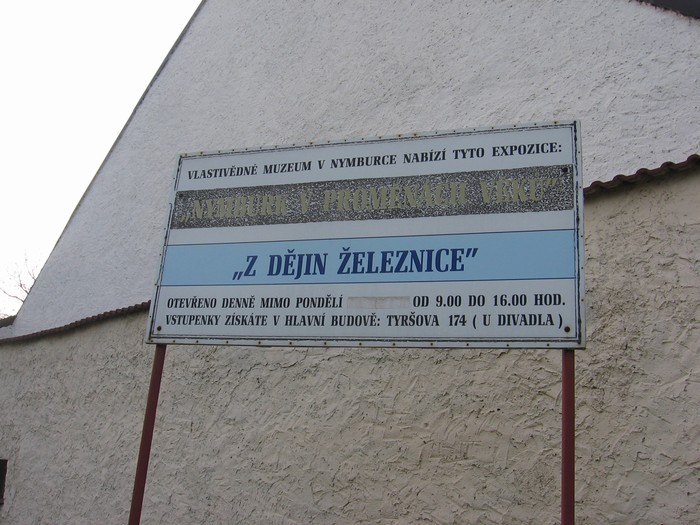 VLASTIVĚDNÉ MUZEUM V NYMBURCE NABÍZÍ TYTO EXPOZICE:
„NYMBURK V PROMĚNÁCH VĚKŮ”
„Z DĚJIN ŽELEZNICE”
OTEVŘENO DENNĚ MIMO PONDĚLÍ OD 9.00 DO 16.00 HOD.
VSTUPENKY ZÍSKÁTE V HLAVNÍ BUDOVĚ: TYRŠOVA 174 ( U DIVADLA )